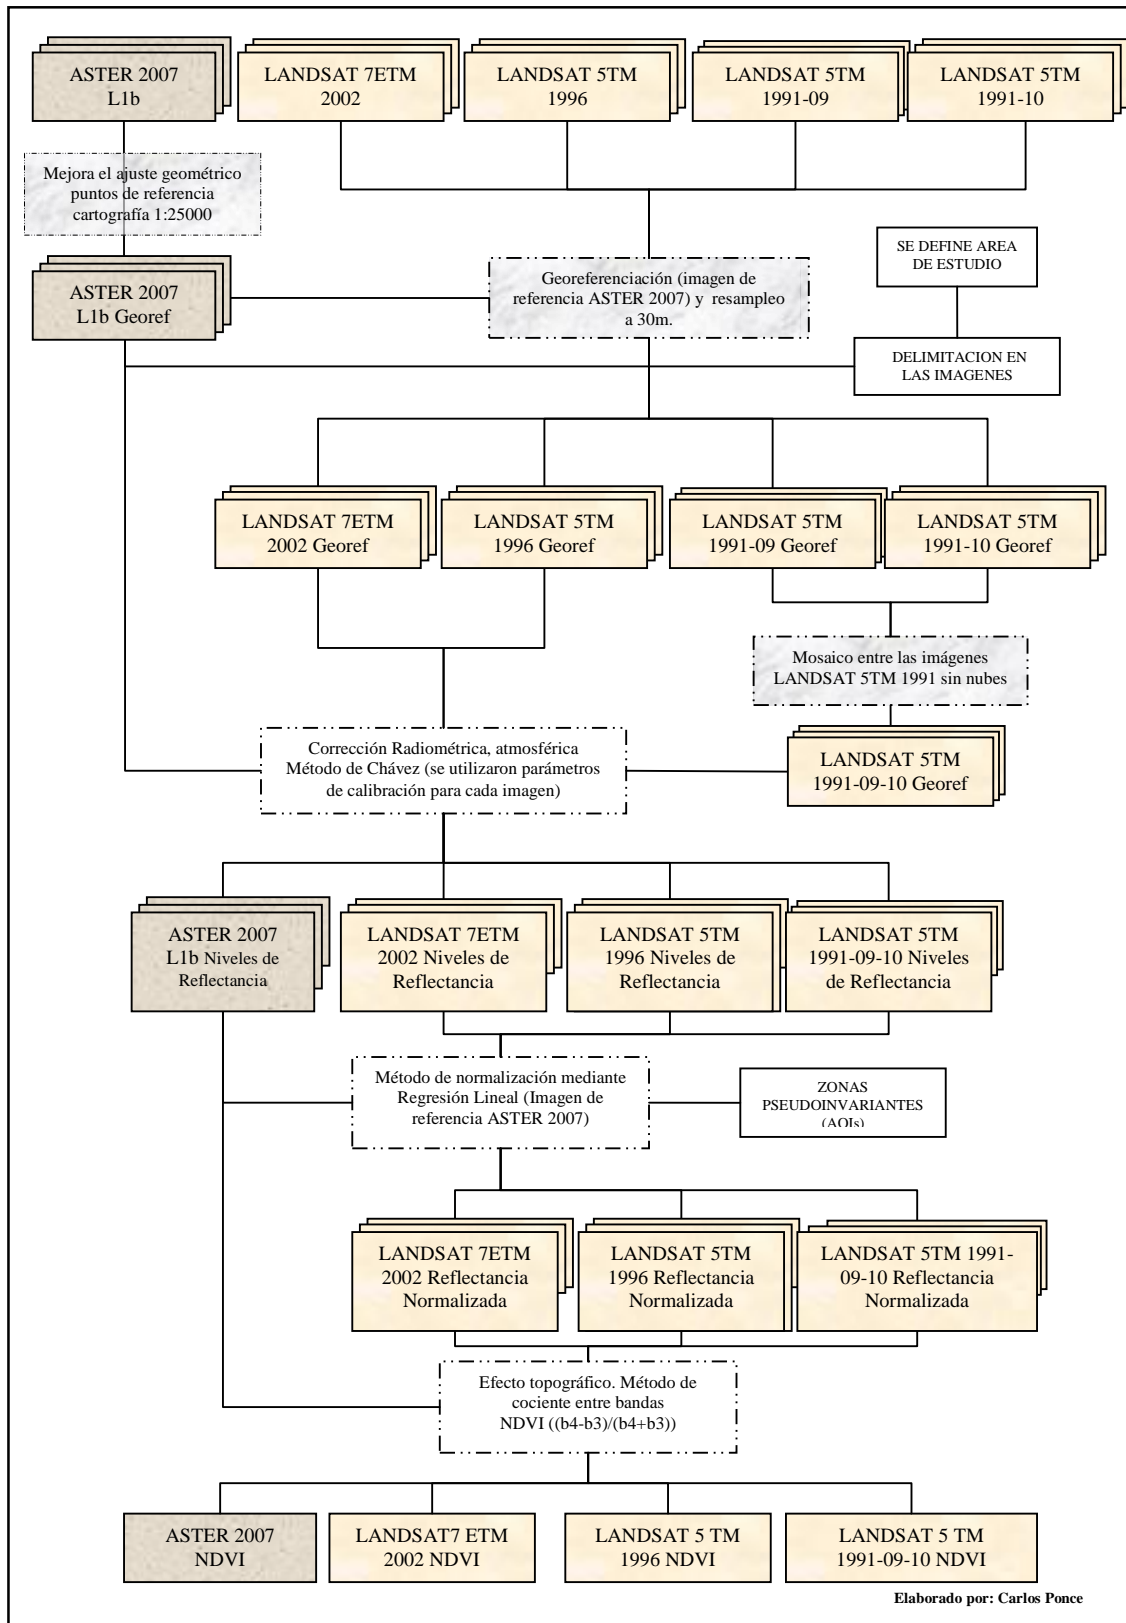 ASTER 2007
L1b
LANDSAT 7ETM
2002
LANDSAT 5TM
1996
LANDSAT 5TM
1991-09
LANDSAT 5TM
1991-10
Mejora el ajuste geométrico
puntos de referencia
cartografía 1:25000
SE DEFINE AREA
DE ESTUDIO
ASTER 2007
L1b Georef
Georeferenciación (imagen de
referencia ASTER 2007) y resampleo
a 30m.
DELIMITACION EN
LAS IMAGENES
LANDSAT 7ETM
2002 Georef
LANDSAT 5TM
1996 Georef
LANDSAT 5TM
1991-09 Georef
LANDSAT 5TM
1991-10 Georef
Mosaico entre las imágenes
LANDSAT 5TM 1991 sin nubes
Corrección Radiométrica, atmosférica
Método de Chávez (se utilizaron parámetros
de calibración para cada imagen)
LANDSAT 5TM
1991-09-10 Georef
ASTER 2007
L1b Niveles de
Reflectancia
LANDSAT 7ETM
2002 Niveles de
Reflectancia
LANDSAT 5TM
1996 Niveles de
Reflectancia
LANDSAT 5TM
1991-09-10 Niveles
de Reflectancia
Método de normalización mediante
Regresión Lineal (Imagen de
referencia ASTER 2007)
ZONAS
PSEUDOINVARIANTES
(AOIs)
LANDSAT 7ETM
2002 Reflectancia
Normalizada
LANDSAT 5TM
1996 Reflectancia
Normalizada
LANDSAT 5TM 1991-
09-10 Reflectancia
Normalizada
Efecto topográfico. Método de
cociente entre bandas
NDVI ((b4-b3)/(b4+b3))
ASTER 2007
NDVI
LANDSAT7 ETM
2002 NDVI
LANDSAT 5 TM
1996 NDVI
LANDSAT 5 TM
1991-09-10 NDVI
Elaborado por: Carlos Ponce